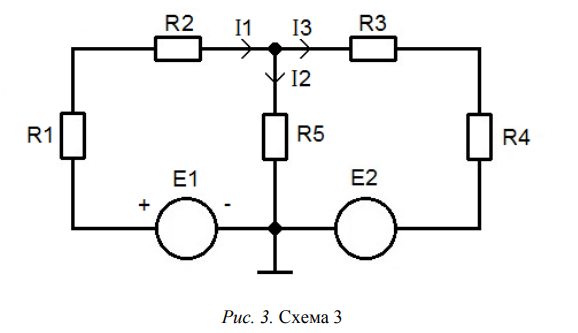 R2 I1 I3 R3
I2
R1 R5 R4
E1 E2
+ -
Рис. 3. Схема 3